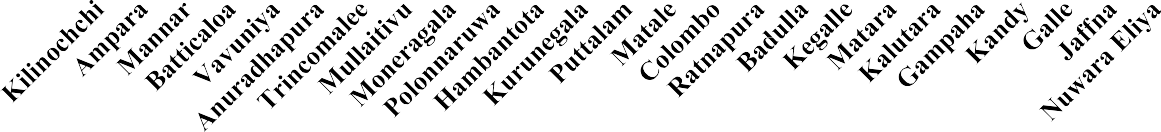 Kilinochchi
Ampara
Mannar
Batticaloa
Vavuniya
Anuradhapura
Trincomalee
Mullaitivu
Moneragala
Polonnaruwa
Hambantota
Kurunegala
Puttalam
Matale
Colombo
Ratnapura
Badulla
Kegalle
Matara
Kalutara
Gampaha
Kandy
Galle
Jaffna
Nuwara Eliya